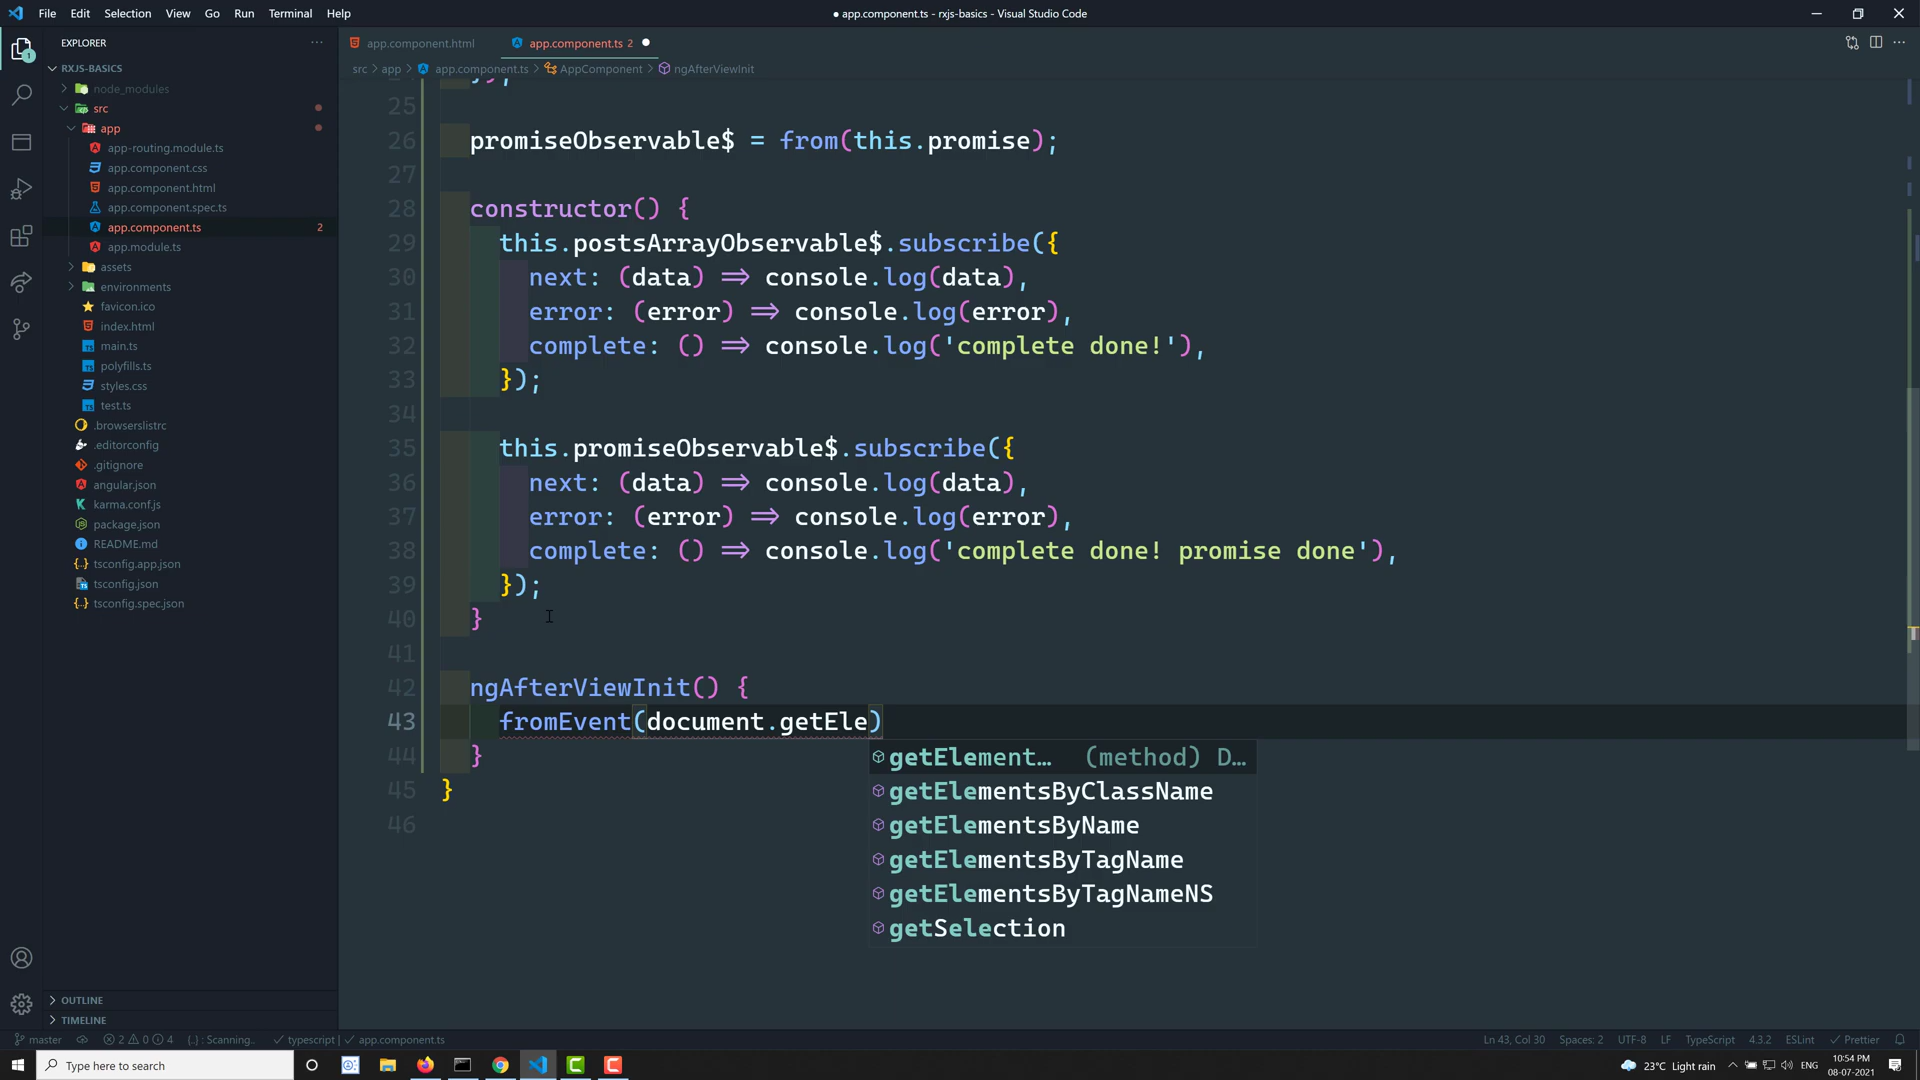 File Edit Selection View Go Run Terminal Help
● app.component.ts - rxjs-basics - Visual Studio Code
EXPLORER
RXJS-BASICS
node_modules
src
app
app-routing.module.ts
app.component.css
app.component.html
app.component.spec.ts
app.component.ts 2
app.module.ts
assets
environments
favicon.ico
index.html
main.ts
polyfills.ts
styles.css
test.ts
.browserslistrc
.editorconfig
.gitignore
angular.json
karma.conf.js
package.json
README.md
tsconfig.app.json
tsconfig.json
tsconfig.spec.json
OUTLINE
TIMELINE
app.component.html app.component.ts 2 ●
src > app > app.component.ts > AppComponent > ngAfterViewInit
25
26 promiseObservable$ = from(this.promise);
27
28 constructor() {
29 this.postsArrayObservable$.subscribe({
30 next: (data) => console.log(data),
31 error: (error) => console.log(error),
32 complete: () => console.log('complete done!'),
33 });
34
35 this.promiseObservable$.subscribe({
36 next: (data) => console.log(data),
37 error: (error) => console.log(error),
38 complete: () => console.log('complete done! promise done'),
39 });
40 }
41
42 ngAfterViewInit() {
43 fromEvent(document.getEle)
44 }
45 }
46
getElement… (method) D…
getElementsByClassName
getElementsByName
getElementsByTagName
getElementsByTagNameNS
getSelection
master 2 0 4 {..} : Scanning.. ✓ typescript | ✓ app.component.ts
Ln 43, Col 30 Spaces: 2 UTF-8 LF TypeScript 4.3.2 ESLint ✓ Prettier
Type here to search
23°C Light rain ENG
10:54 PM
08-07-2021